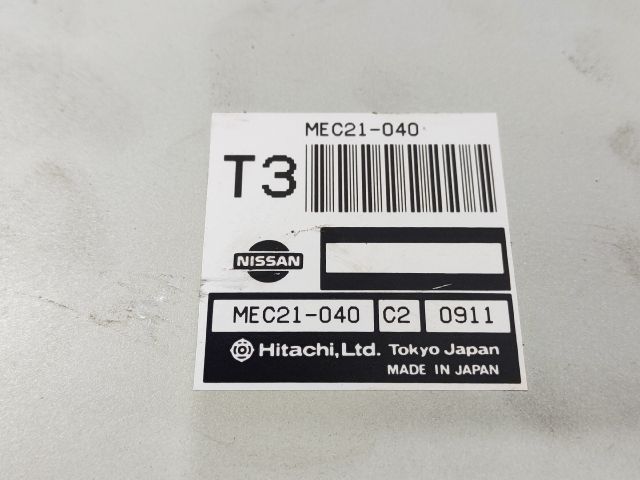 MEC21-040
T3
NISSAN
MEC21-040 C2 0911
Hitachi, Ltd. Tokyo Japan
MADE IN JAPAN